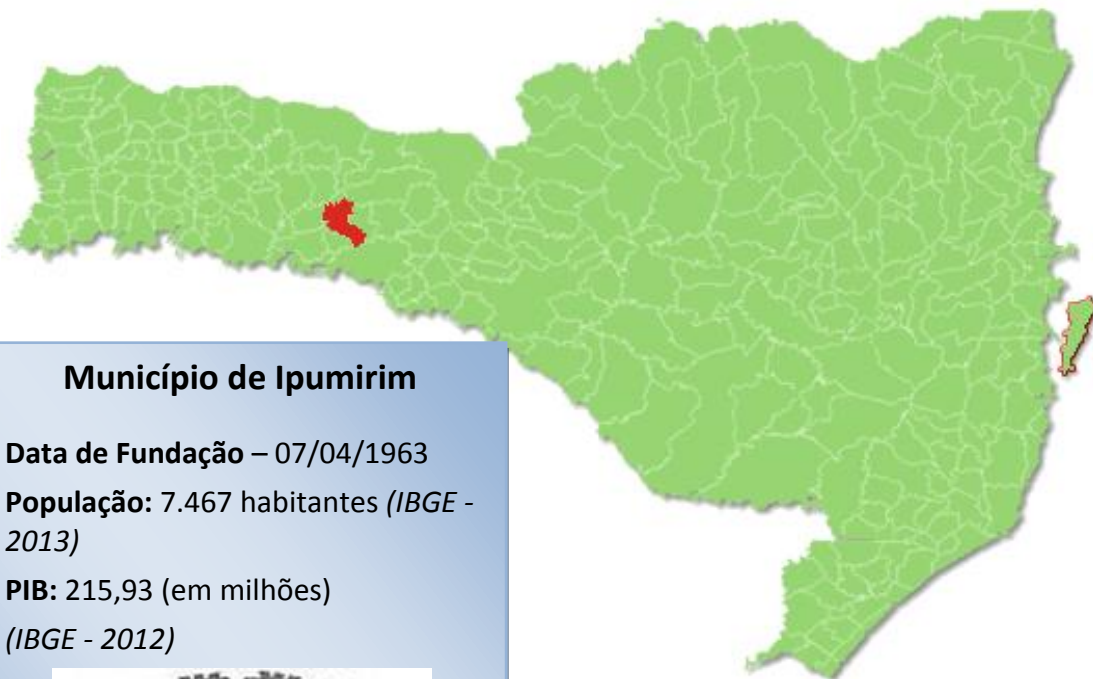 Município de Ipumirim
Data de Fundação – 07/04/1963
População: 7.467 habitantes (IBGE -
2013)
PIB: 215,93 (em milhões)
(IBGE - 2012)